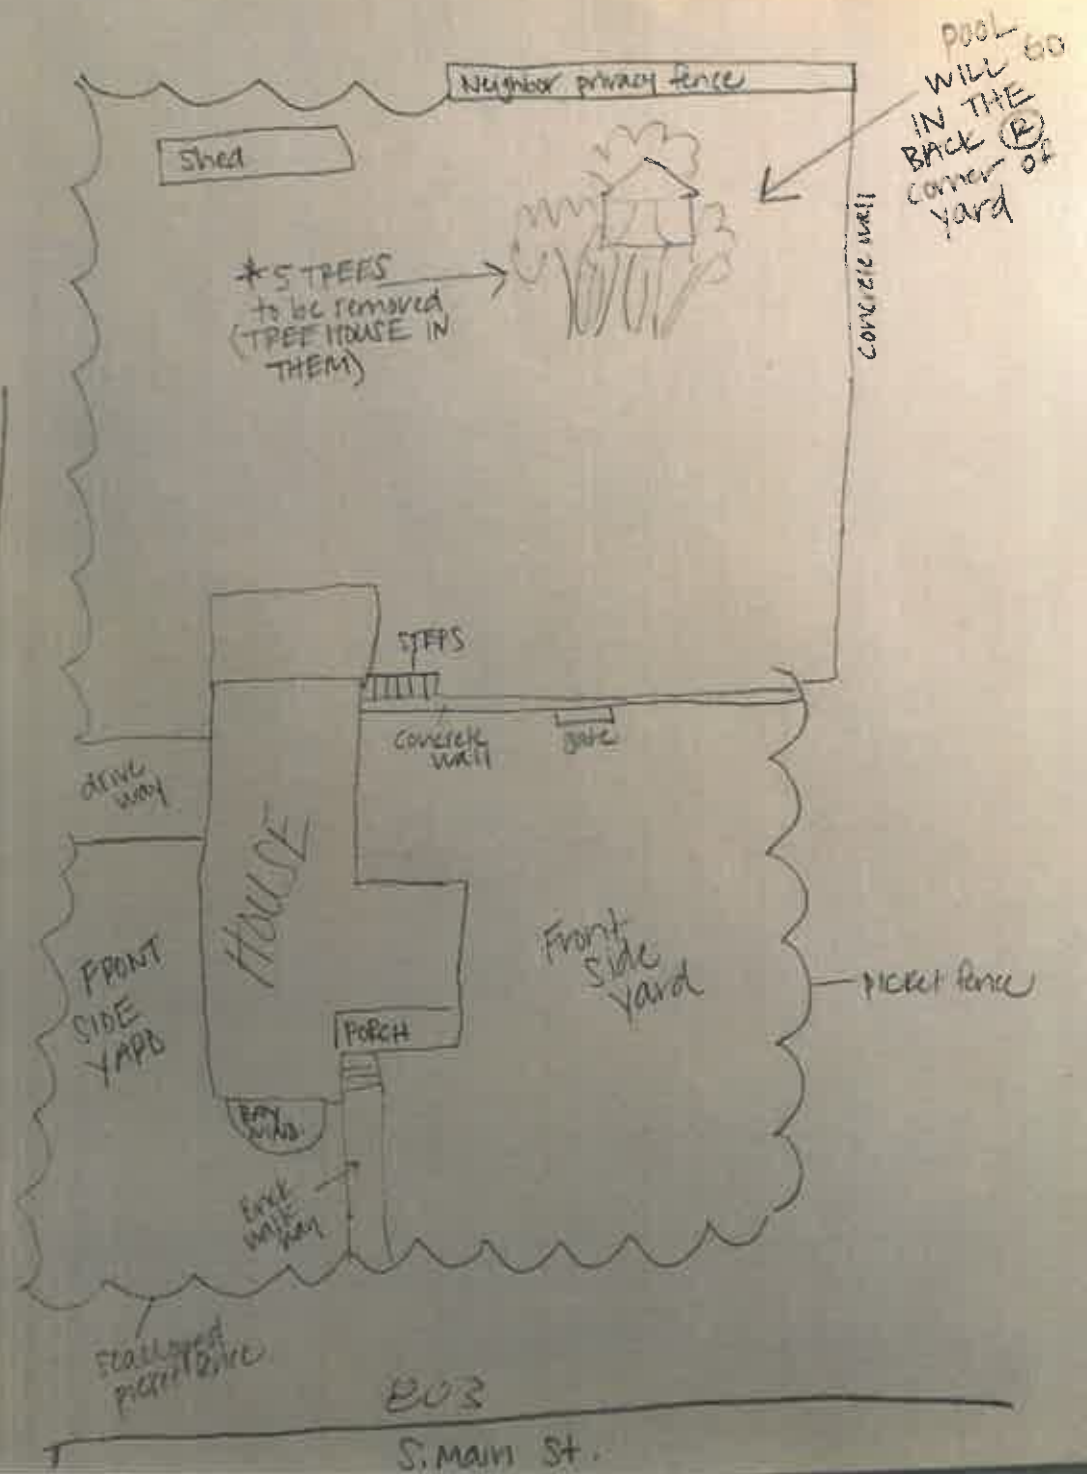 POOL
WILL GO
IN THE
BACK R
corner of
yard
Neighbor privacy fence
Shed
concrete wall
* 5 TREES
to be removed
(TREE HOUSE IN
THEM)
STEPS
concrete
wall
gate
drive
way
HOUSE
FRONT
SIDE
YARD
Front
Side
yard
picket fence
PORCH
BAY
WIND.
Brick
walk
way
scalloped
picket fence
803
S. Main St.